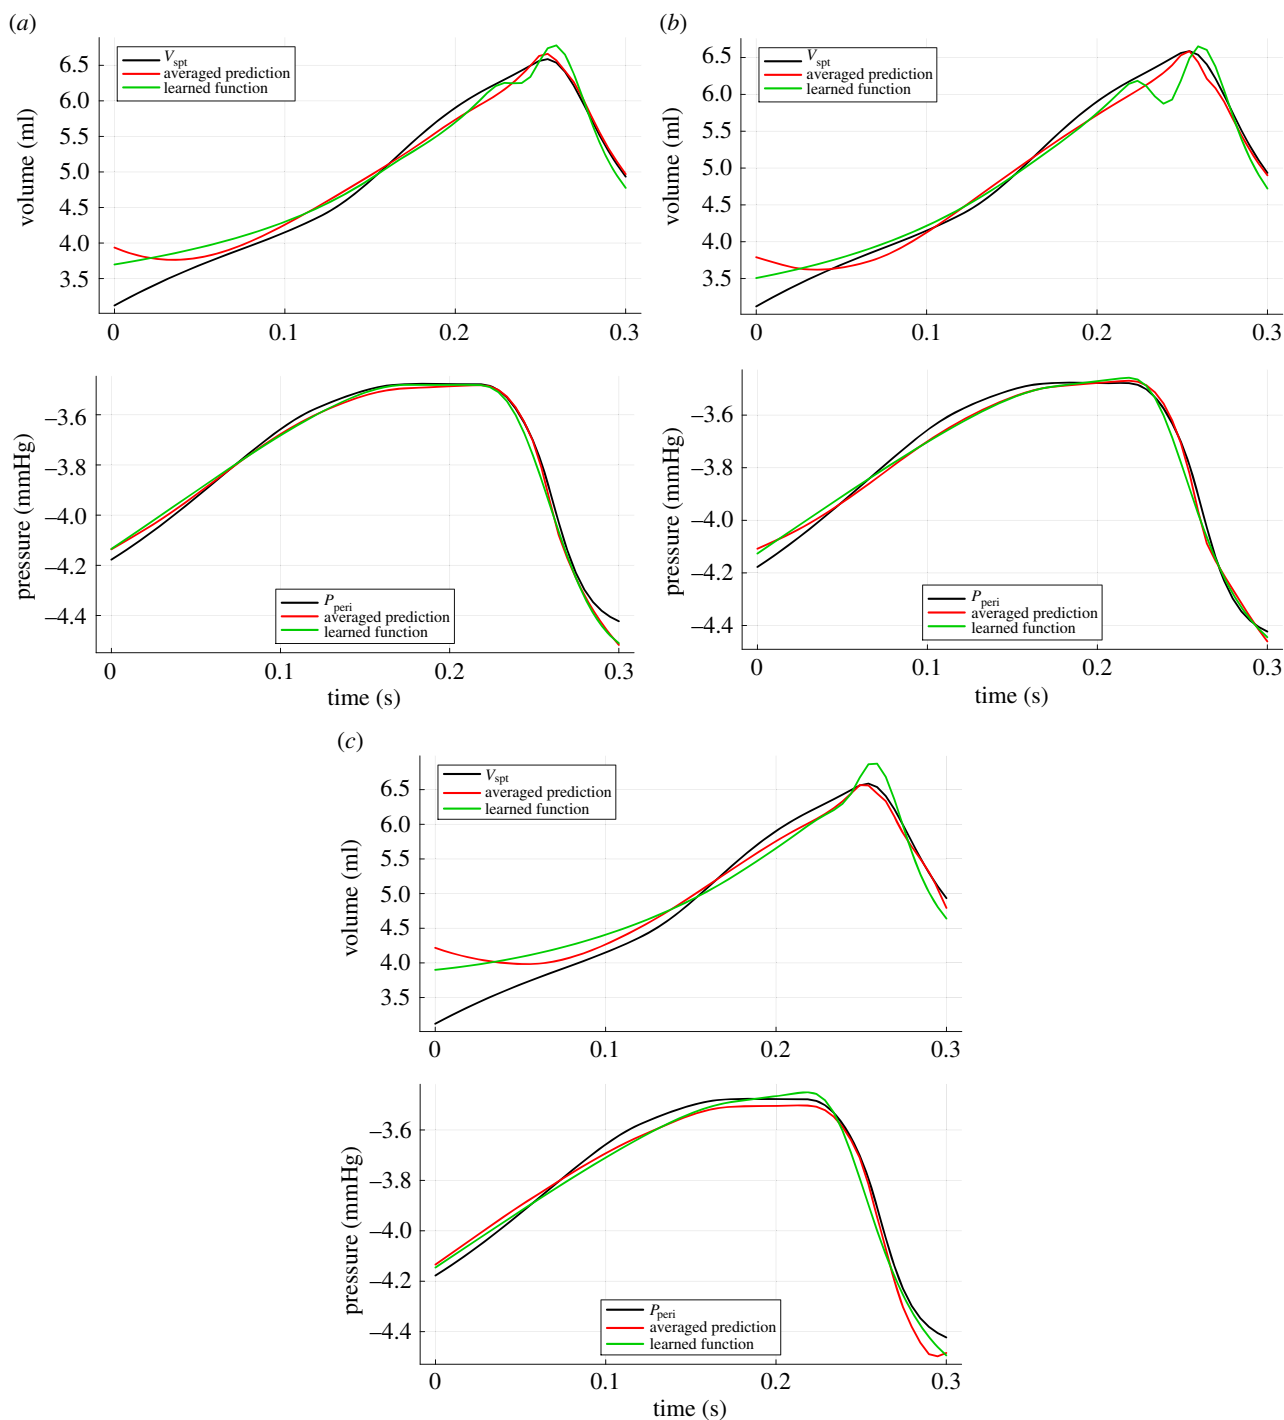 (a)
V_spt
averaged prediction
learned function
volume (ml)
6.5
6.0
5.5
5.0
4.5
4.0
3.5
0
0.1
0.2
0.3
P_peri
averaged prediction
learned function
pressure (mmHg)
−3.6
−3.8
−4.0
−4.2
−4.4
0
0.1
0.2
0.3
time (s)
(b)
V_spt
averaged prediction
learned function
volume (ml)
6.5
6.0
5.5
5.0
4.5
4.0
3.5
0
0.1
0.2
0.3
P_peri
averaged prediction
learned function
pressure (mmHg)
−3.6
−3.8
−4.0
−4.2
−4.4
0
0.1
0.2
0.3
time (s)
(c)
V_spt
averaged prediction
learned function
volume (ml)
6.5
6.0
5.5
5.0
4.5
4.0
3.5
0
0.1
0.2
0.3
P_peri
averaged prediction
learned function
pressure (mmHg)
−3.6
−3.8
−4.0
−4.2
−4.4
0
0.1
0.2
0.3
time (s)